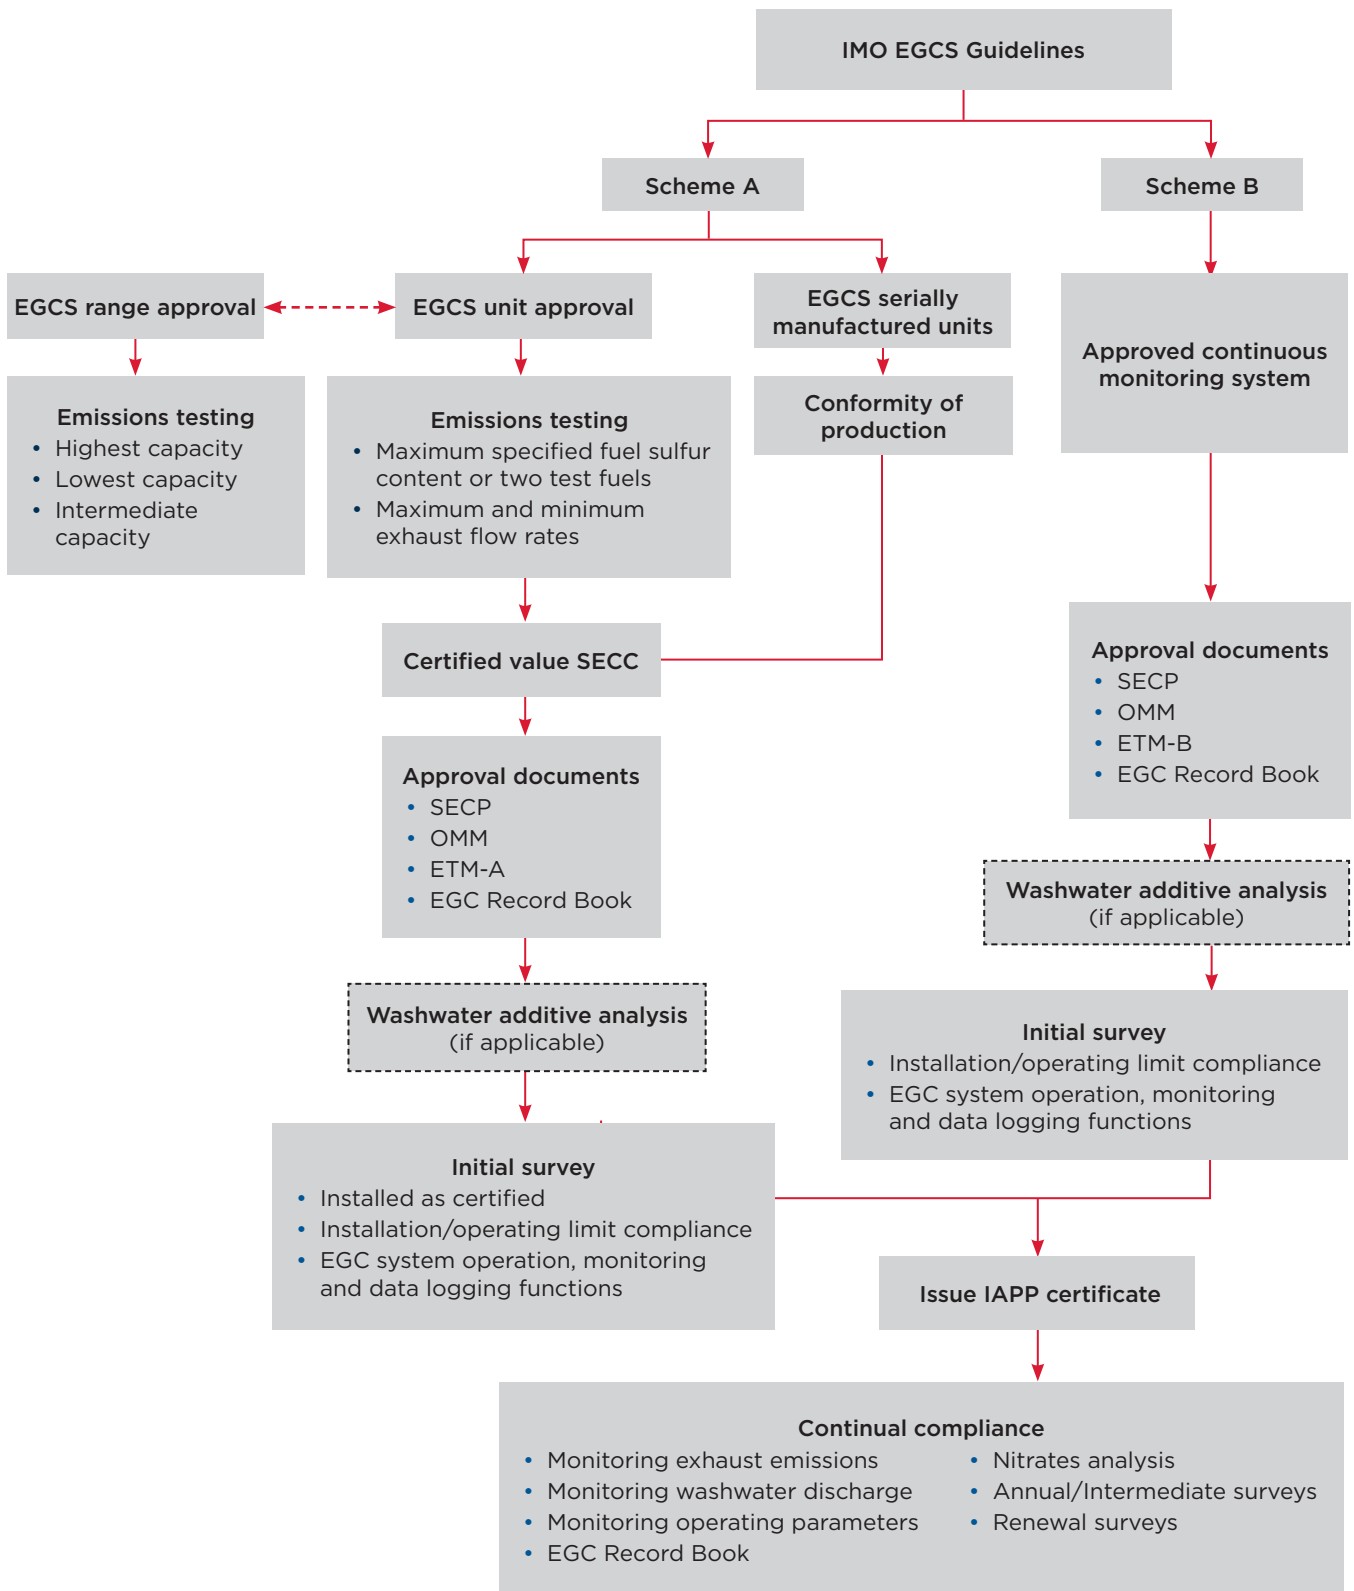 IMO EGCS Guidelines
Scheme A
Scheme B
EGCS range approval
EGCS unit approval
EGCS serially
manufactured units
Approved continuous
monitoring system
Emissions testing
• Highest capacity
• Lowest capacity
• Intermediate
capacity
Emissions testing
• Maximum specified fuel sulfur
content or two test fuels
• Maximum and minimum
exhaust flow rates
Conformity of
production
Certified value SECC
Approval documents
• SECP
• OMM
• ETM-A
• EGC Record Book
Approval documents
• SECP
• OMM
• ETM-B
• EGC Record Book
Washwater additive analysis
(if applicable)
Washwater additive analysis
(if applicable)
Initial survey
• Installed as certified
• Installation/operating limit compliance
• EGC system operation, monitoring
and data logging functions
Initial survey
• Installation/operating limit compliance
• EGC system operation, monitoring
and data logging functions
Issue IAPP certificate
Continual compliance
• Monitoring exhaust emissions
• Monitoring washwater discharge
• Monitoring operating parameters
• EGC Record Book
• Nitrates analysis
• Annual/Intermediate surveys
• Renewal surveys